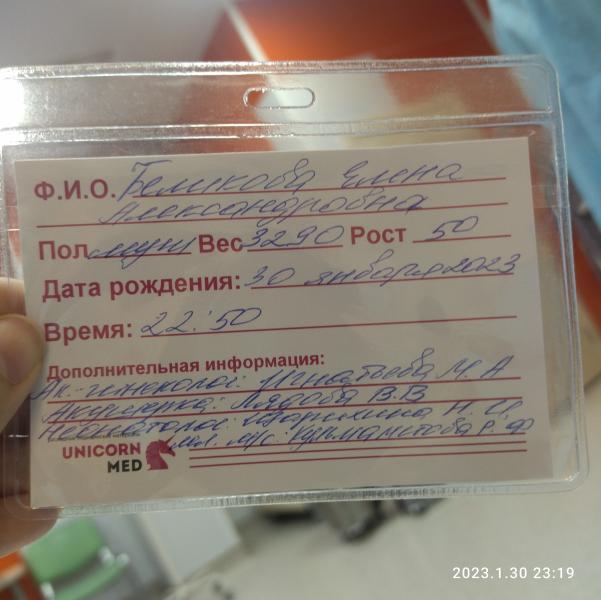 Ф.И.О. Беликова Елена
Александровна
Пол муж Вес 3290 Рост 50
Дата рождения: 30 января 2023
Время: 22:50
Дополнительная информация:
Ак.-гинеколог: Игнатьева М. А
Акушерка: Лядова В. В
Неонатолог: Н. И.
UNICORN
MED
м/с: Кутьмаметова Р. Ф
2023.1.30 23:19